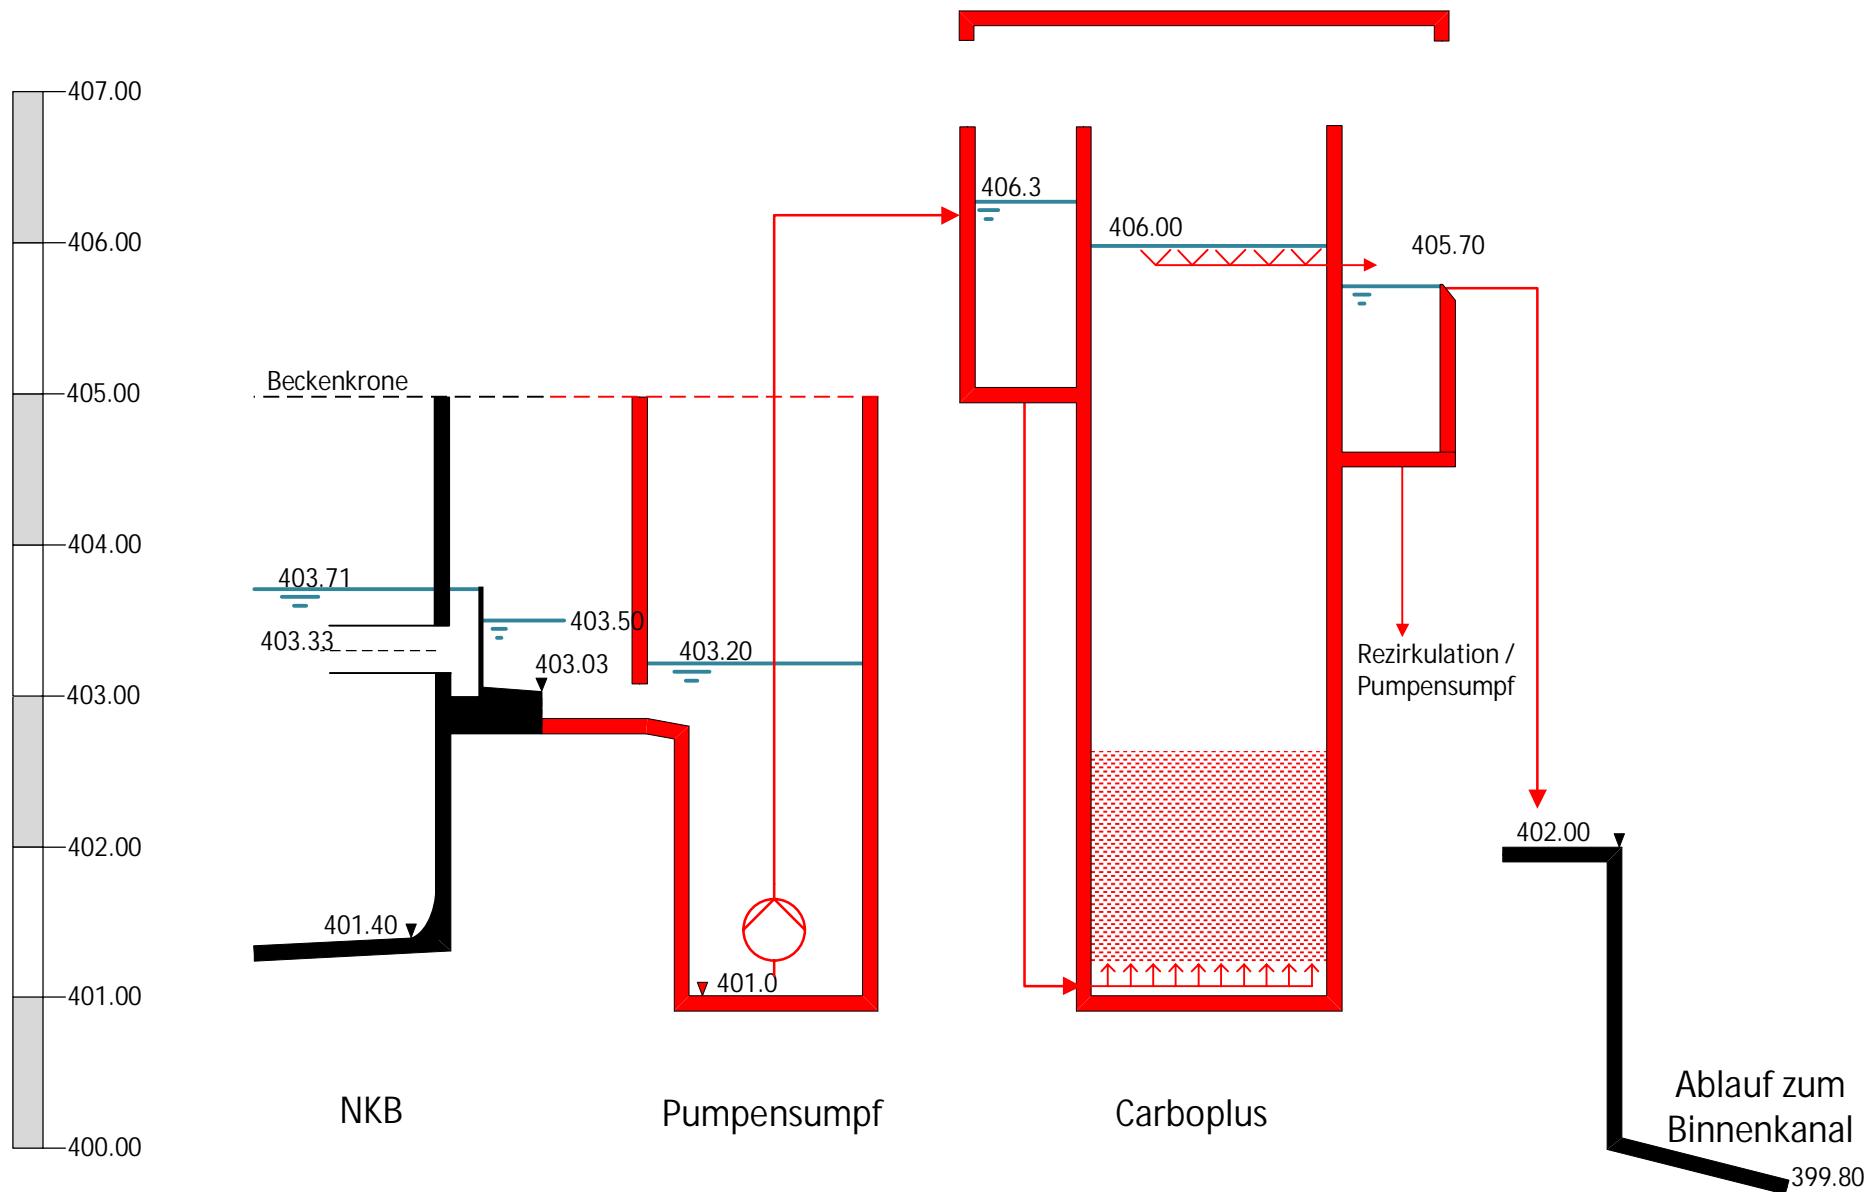 407.00
406.3
406.00
406.00
405.70
Beckenkrone
405.00
404.00
403.71
403.50
403.33
403.20
403.03
Rezirkulation /
Pumpensumpf
403.00
402.00
402.00
401.40
401.0
401.00
NKB
Pumpensumpf
Carboplus
Ablauf zum
Binnenkanal
400.00
399.80